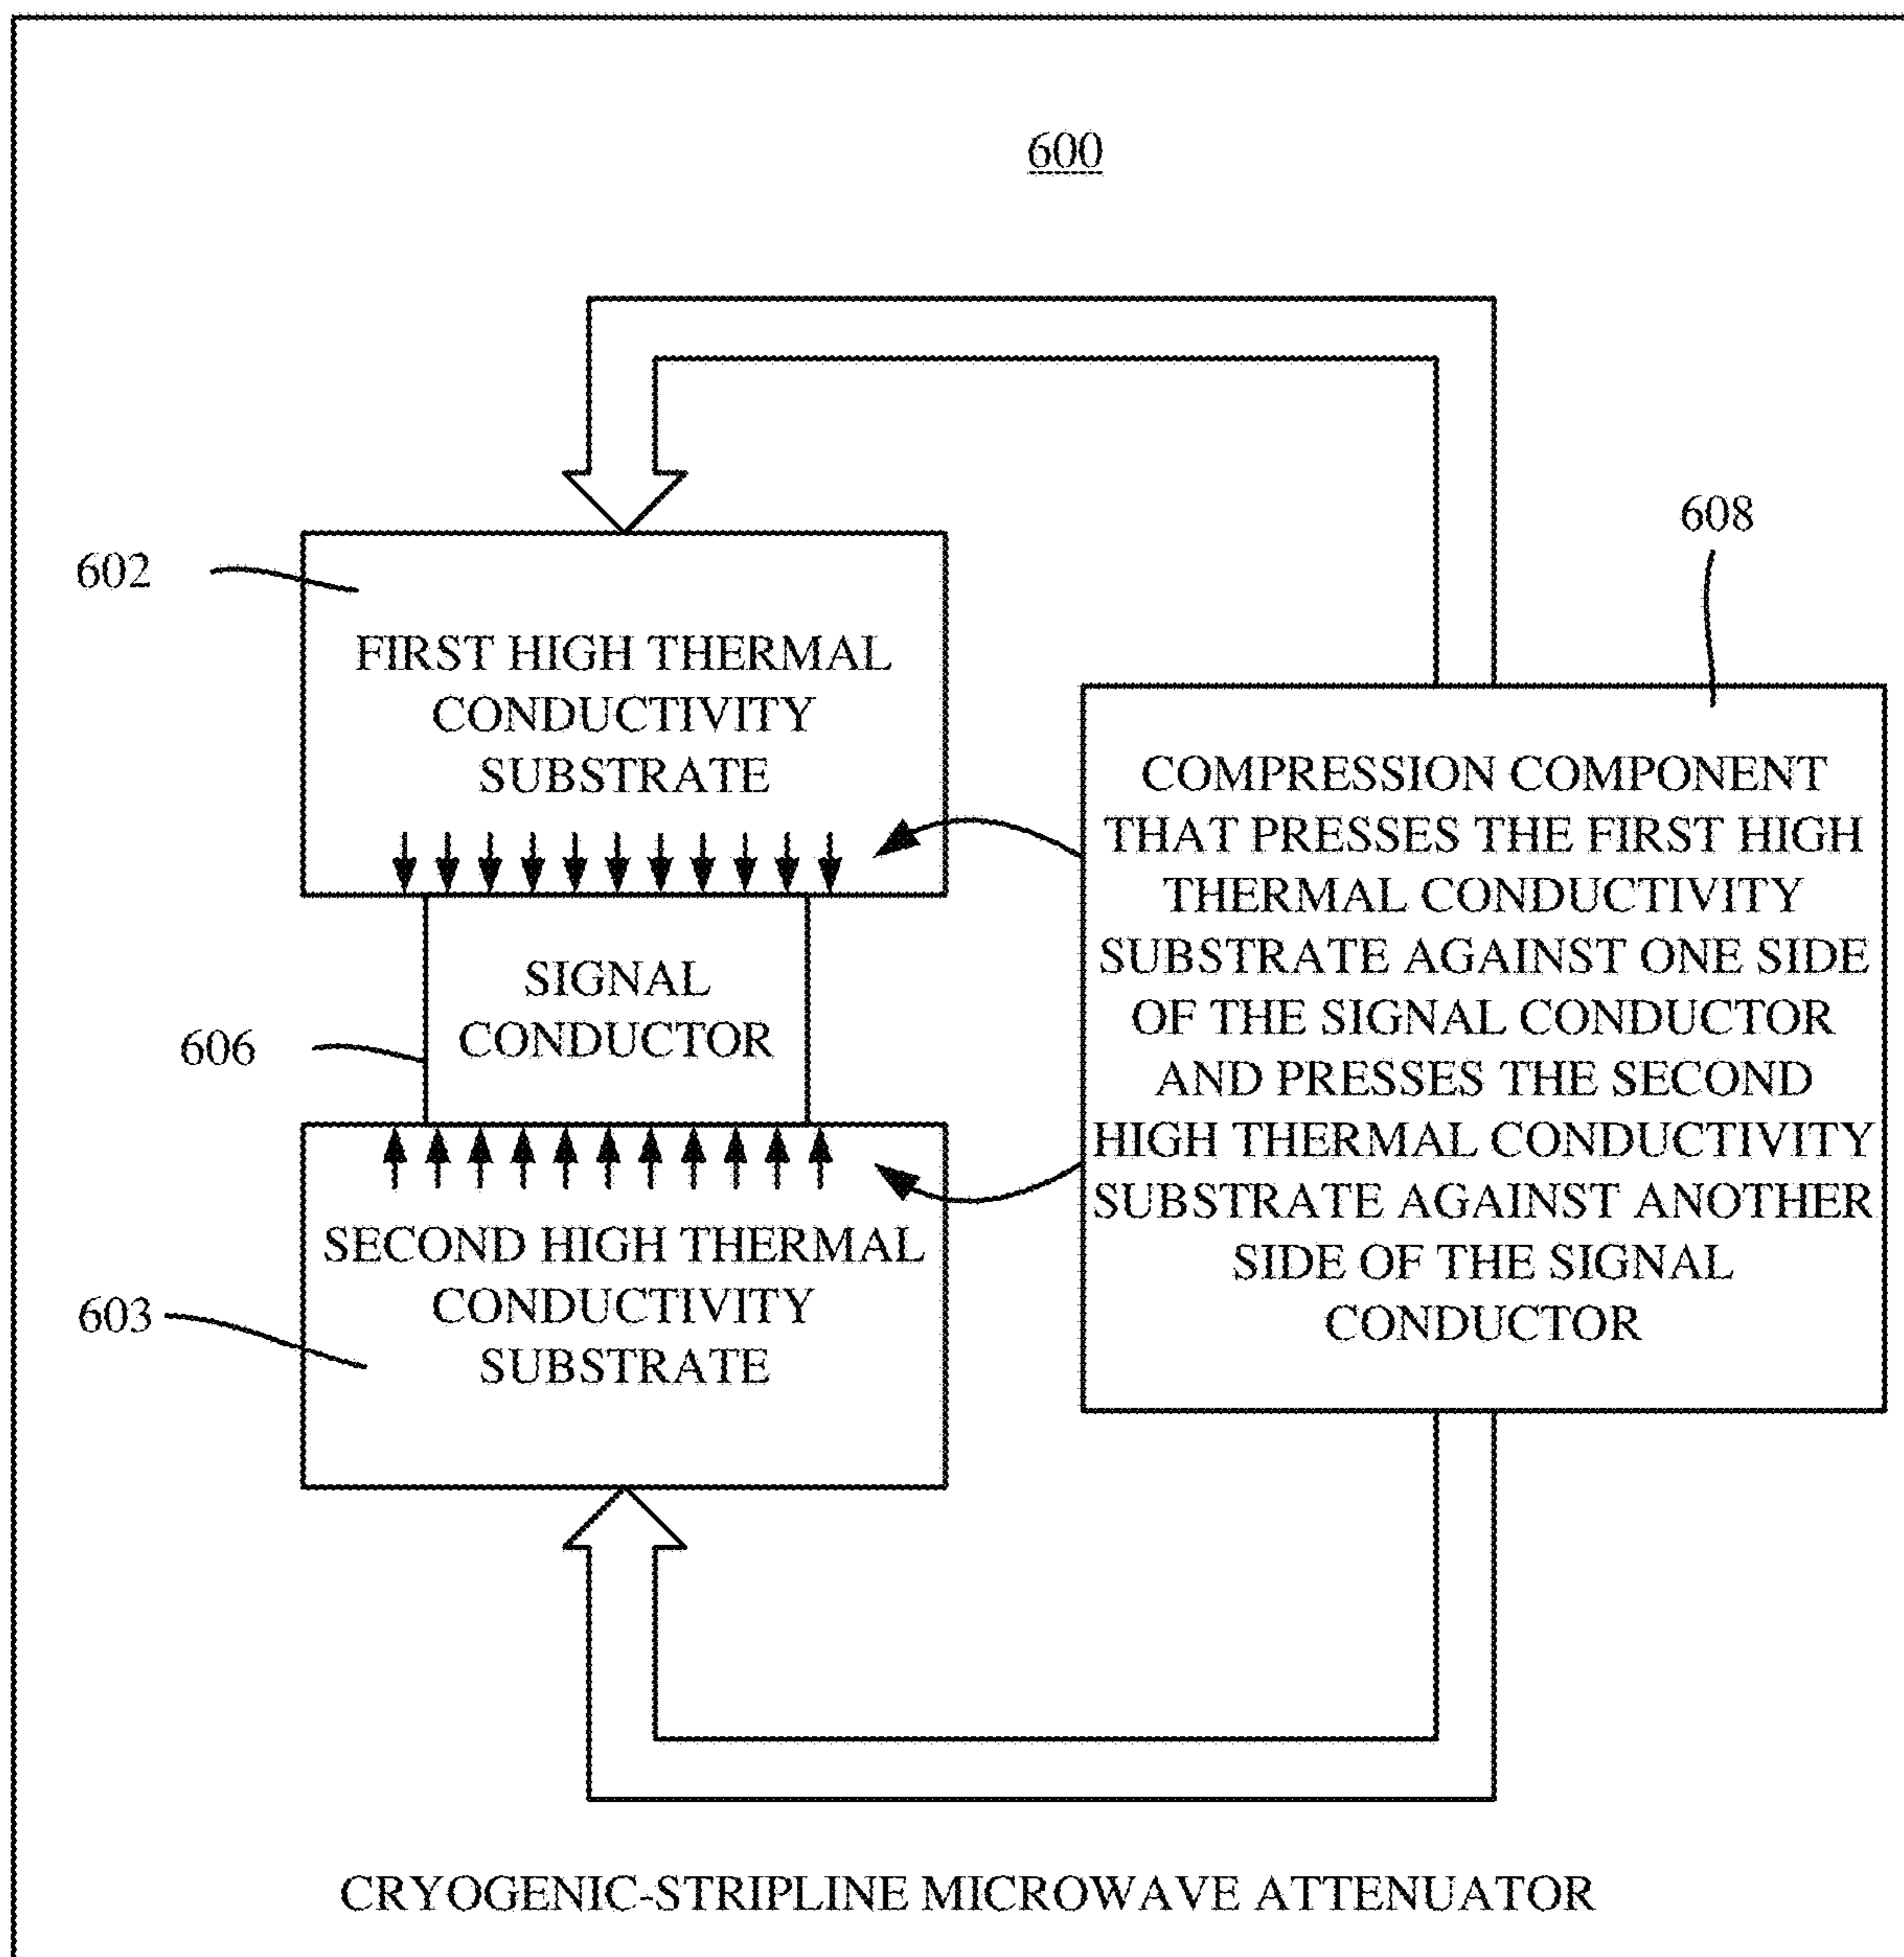 600
602
FIRST HIGH THERMAL
CONDUCTIVITY
SUBSTRATE
608
COMPRESSION COMPONENT
THAT PRESSES THE FIRST HIGH
THERMAL CONDUCTIVITY
SUBSTRATE AGAINST ONE SIDE
OF THE SIGNAL CONDUCTOR
AND PRESSES THE SECOND
HIGH THERMAL CONDUCTIVITY
SUBSTRATE AGAINST ANOTHER
SIDE OF THE SIGNAL
CONDUCTOR
SIGNAL
CONDUCTOR
606
SECOND HIGH THERMAL
CONDUCTIVITY
SUBSTRATE
603
CRYOGENIC-STRIPLINE MICROWAVE ATTENUATOR